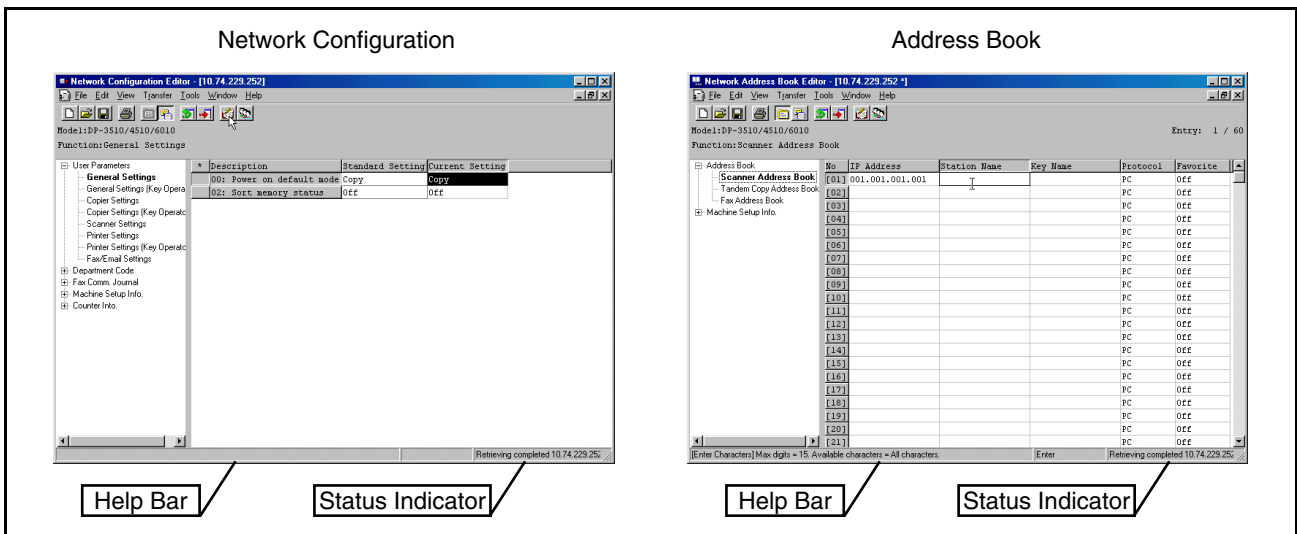 Network Configuration
Network Configuration Editor - [10.74.229.252]
File Edit View Transfer Tools Window Help
Model:DP-3510/4510/6010
Function:General Settings
User Parameters
General Settings
General Settings (Key Opera
Copier Settings
Copier Settings (Key Operatc
Scanner Settings
Printer Settings
Printer Settings (Key Operatc
Fax/Email Settings
Department Code
Fax Comm. Journal
Machine Setup Info.
Counter Info.
* Description Standard Setting Current Setting
00: Power on default mode Copy Copy
02: Sort memory status Off Off
Retrieving completed 10.74.229.252
Help Bar
Status Indicator
Address Book
Network Address Book Editor - [10.74.229.252 *]
File Edit View Transfer Tools Window Help
Model:DP-3510/4510/6010
Entry: 1 / 60
Function:Scanner Address Book
Address Book
Scanner Address Book
Tandem Copy Address Book
Fax Address Book
Machine Setup Info.
No IP Address Station Name Key Name Protocol Favorite
[01] 001.001.001.001 PC Off
[02] PC Off
[03] PC Off
[04] PC Off
[05] PC Off
[06] PC Off
[07] PC Off
[08] PC Off
[09] PC Off
[10] PC Off
[11] PC Off
[12] PC Off
[13] PC Off
[14] PC Off
[15] PC Off
[16] PC Off
[17] PC Off
[18] PC Off
[19] PC Off
[20] PC Off
[21] PC Off
[Enter Characters] Max digits = 15. Available characters = All characters.
Enter
Retrieving completed 10.74.229.252
Help Bar
Status Indicator